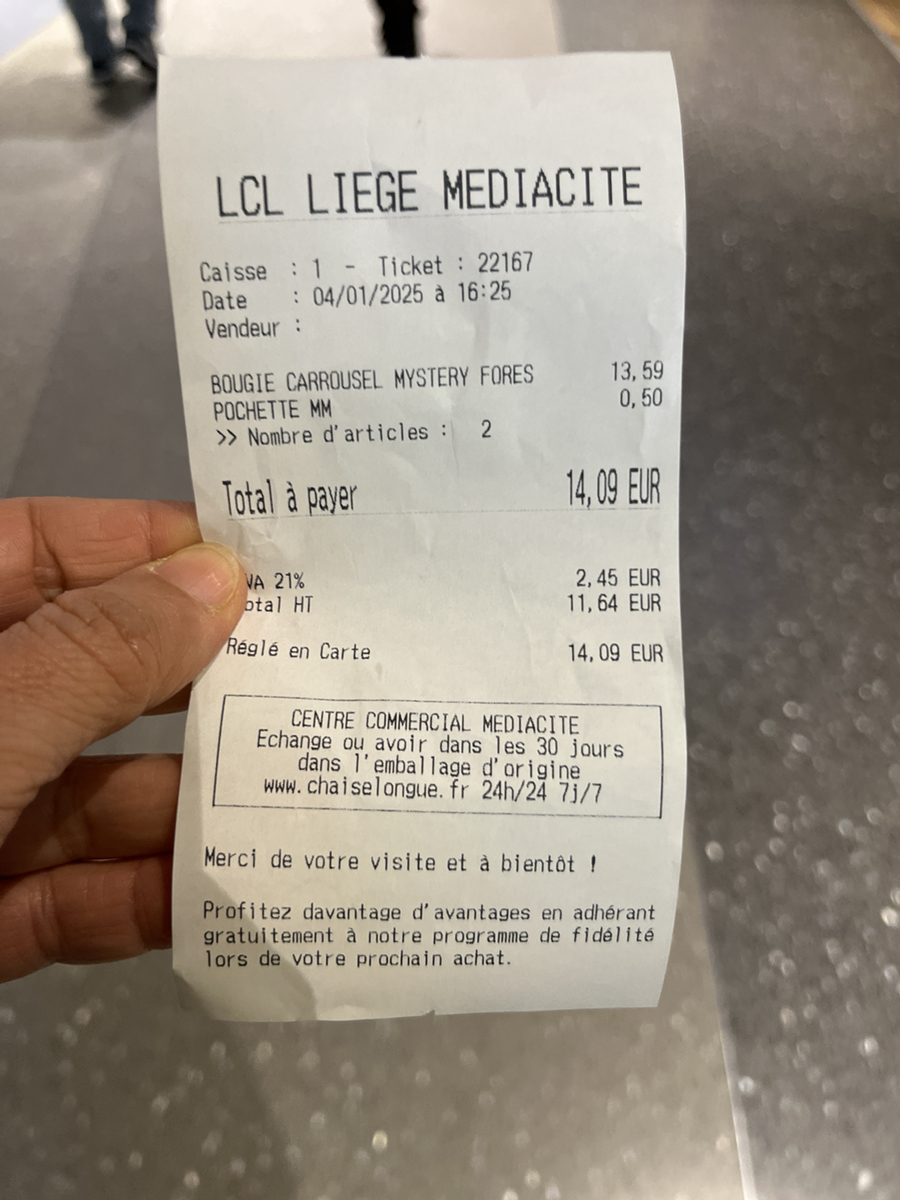 LCL LIEGE MEDIACITE
Caisse : 1 - Ticket : 22167
Date : 04/01/2025 à 16:25
Vendeur :
BOUGIE CARROUSEL MYSTERY FORES 13,59
POCHETTE MM 0,50
>> Nombre d'articles : 2
Total à payer 14,09 EUR
VA 21% 2,45 EUR
otal HT 11,64 EUR
Réglé en Carte 14,09 EUR
CENTRE COMMERCIAL MEDIACITE
Echange ou avoir dans les 30 jours
dans l'emballage d'origine
www.chaiselongue.fr 24h/24 7j/7
Merci de votre visite et à bientôt !
Profitez davantage d'avantages en adhérant
gratuitement à notre programme de fidélité
lors de votre prochain achat.